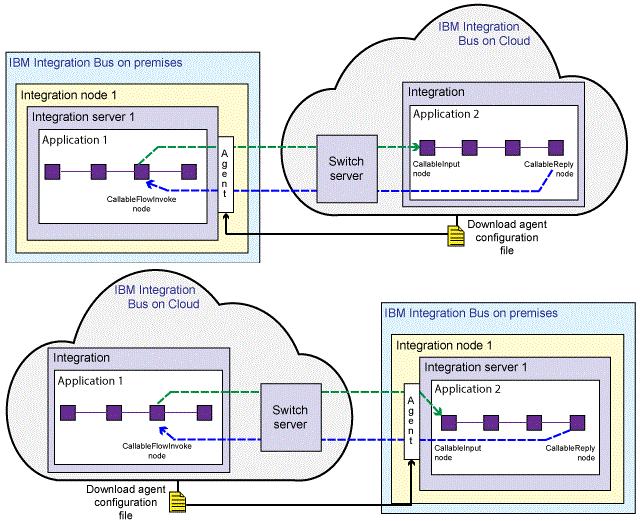 IBM Integration Bus on premises
Integration node 1
Integration server 1
Application 1
CallableFlowInvoke
node
Agent
IBM Integration
Bus on Cloud
Switch
server
Integration
Application 2
CallableInput
node
CallableReply
node
Download agent
configuration
file
IBM Integration
Bus on Cloud
Integration
Application 1
CallableFlowInvoke
node
Switch
server
Download agent
configuration
file
IBM Integration Bus on premises
Integration node 1
Integration server 1
Agent
Application 2
CallableInput
node
CallableReply
node